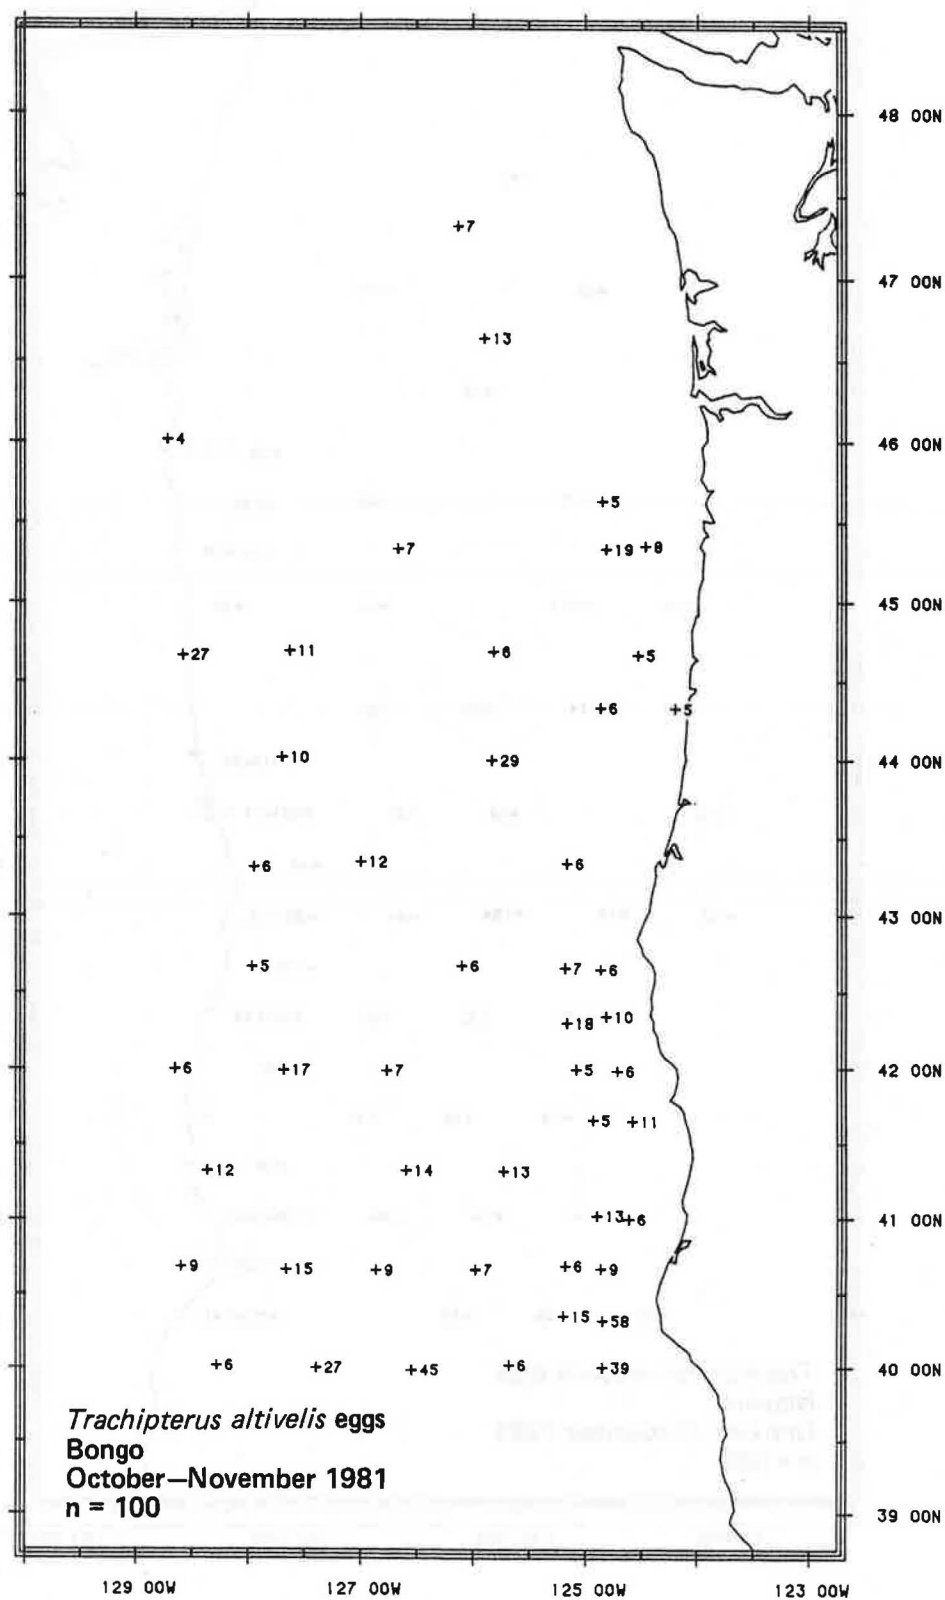 48 00N
+7
47 00N
+13
+4
46 00N
+5
+7
+19 +8
45 00N
+27 +11 +6 +5
+6 +5
+10 +29
44 00N
+6 +12 +6
43 00N
+5 +6 +7 +6
+18 +10
+6 +17 +7 +5 +6
42 00N
+5 +11
+12 +14 +13
+13 +6
41 00N
+9 +15 +9 +7 +6 +9
+15 +58
+6 +27 +45 +6 +39
40 00N
Trachipterus altivelis eggs
Bongo
October—November 1981
n = 100
39 00N
129 00W 127 00W 125 00W 123 00W